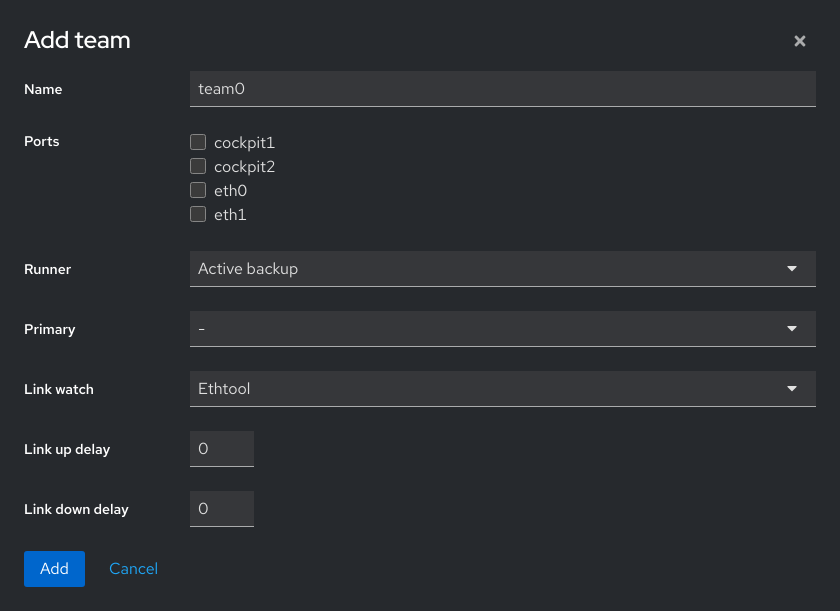 Add team
Name team0
Ports
cockpit1
cockpit2
eth0
eth1
Runner Active backup
Primary -
Link watch Ethtool
Link up delay 0
Link down delay 0
Add Cancel